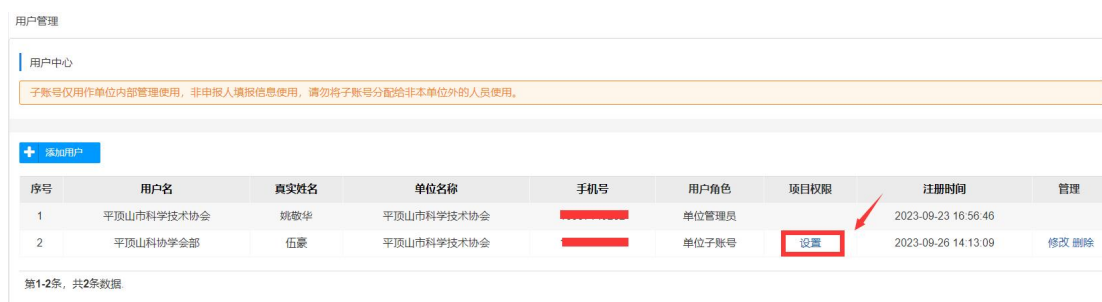 用户管理
用户中心
子账号仅用作单位内部管理使用，非申报人填报信息使用，请勿将子账号分配给非本单位外的人员使用。
添加用户
序号 用户名 真实姓名 单位名称 手机号 用户角色 项目权限 注册时间 管理
1 平顶山市科学技术协会 姚敬华 平顶山市科学技术协会 单位管理员 2023-09-23 16:56:46
2 平顶山科协学会部 伍豪 平顶山市科学技术协会 单位子账号 设置 2023-09-26 14:13:09 修改 删除
第1-2条，共2条数据